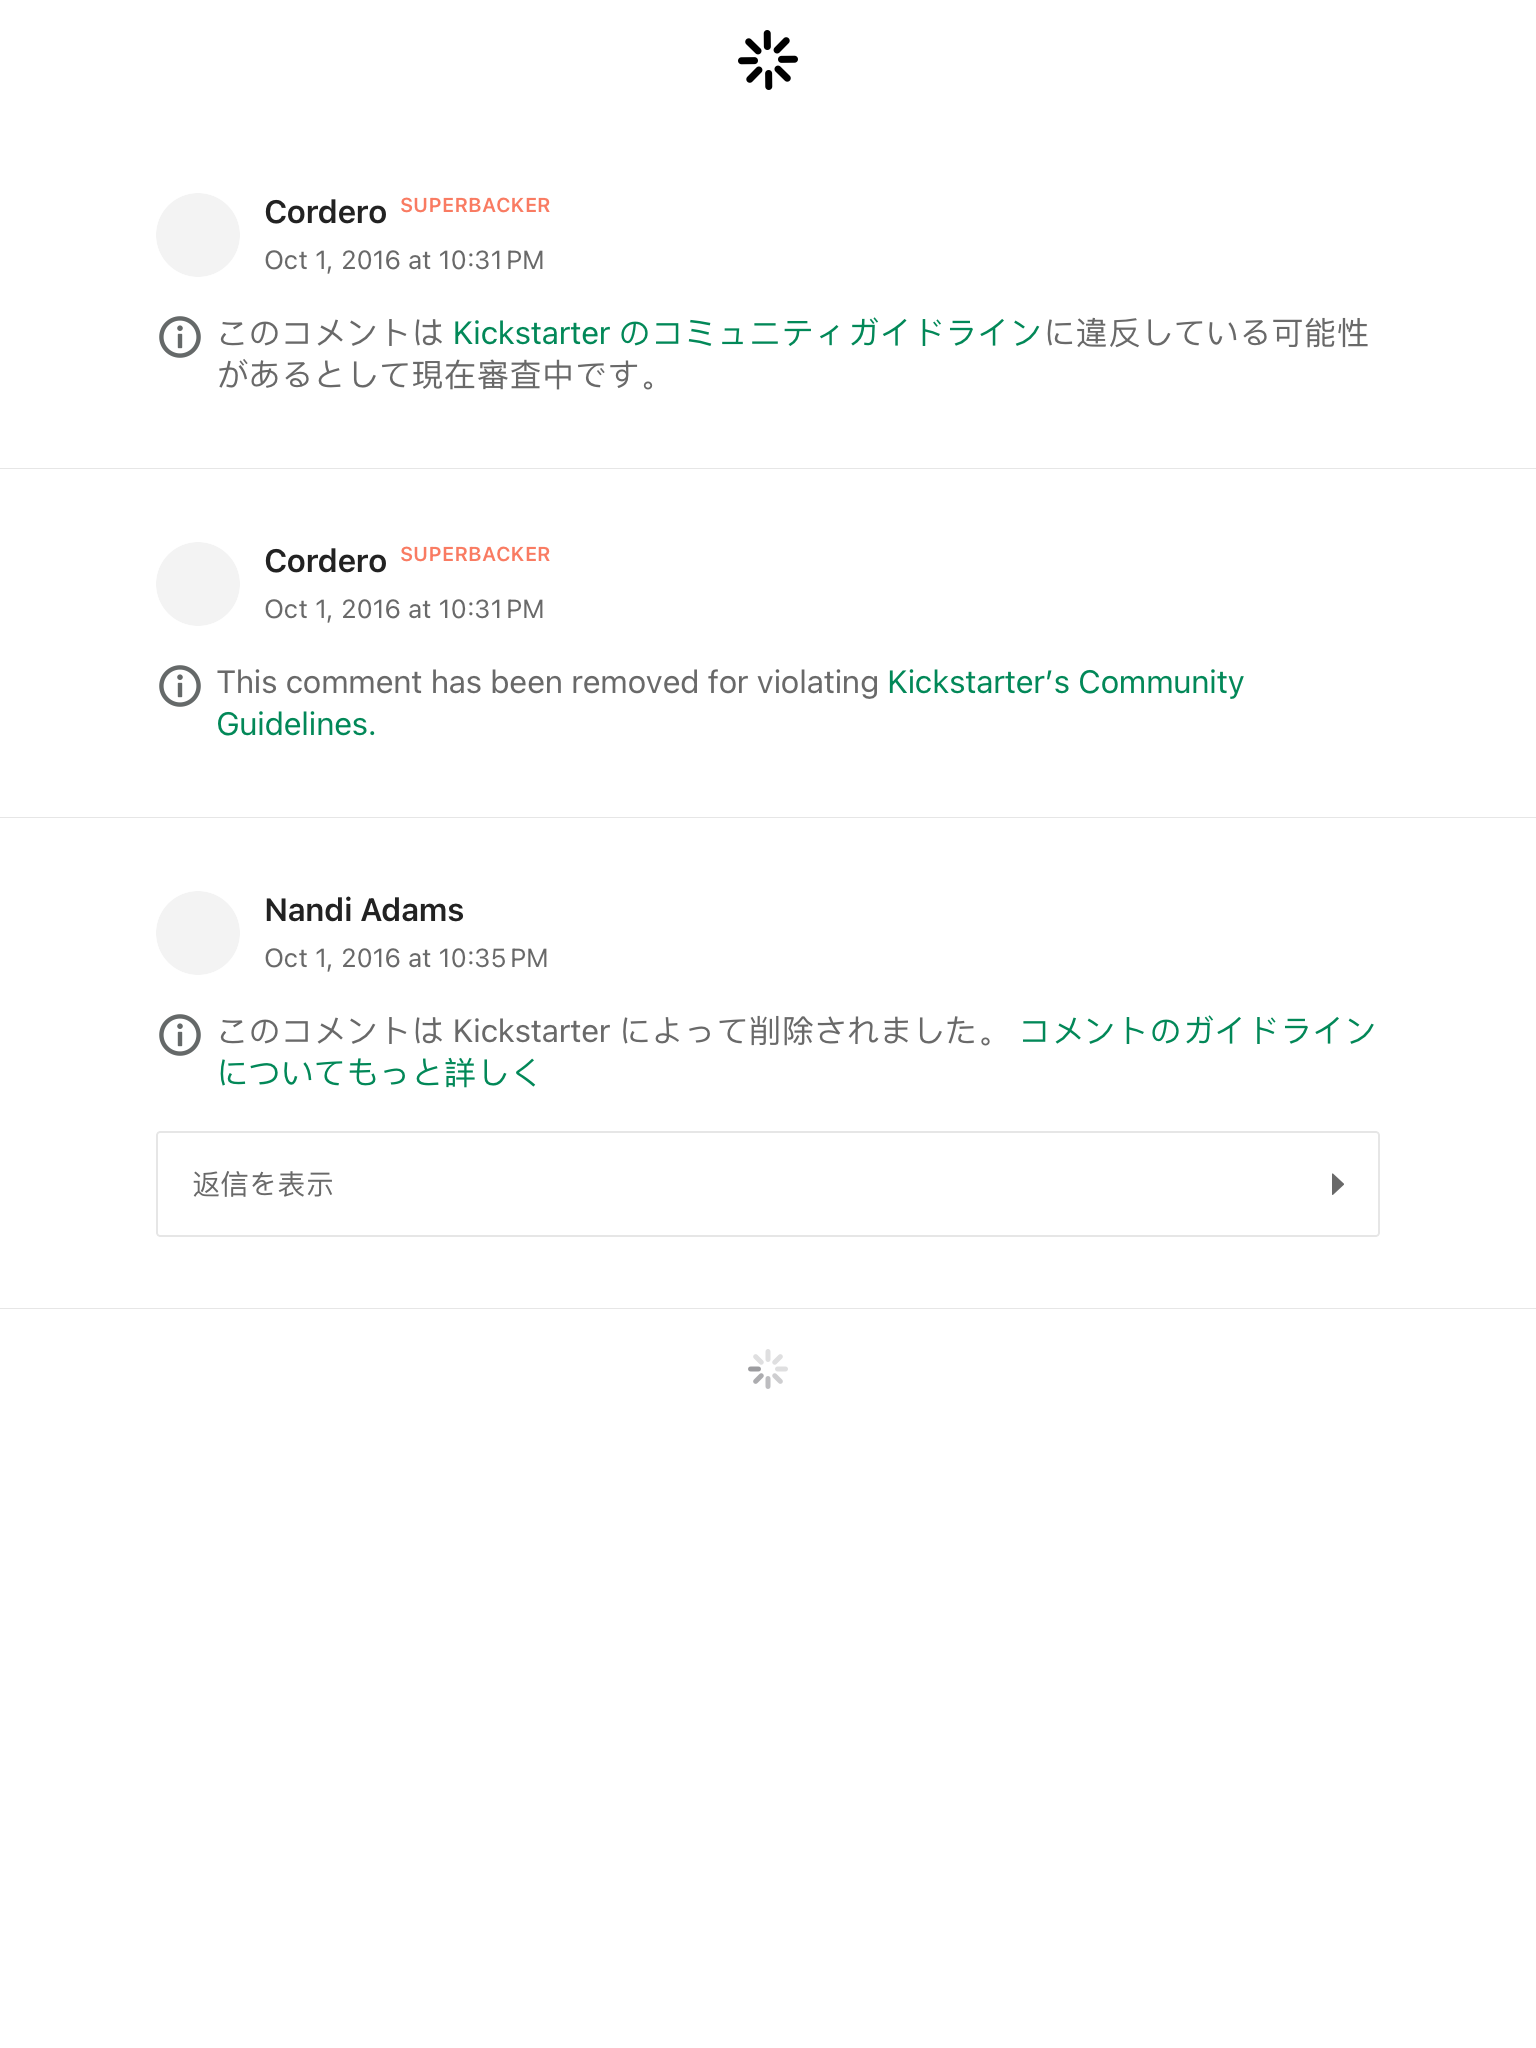 Cordero SUPERBACKER
Oct 1, 2016 at 10:31 PM
このコメントは Kickstarter のコミュニティガイドラインに違反している可能性
があるとして現在審査中です。
Cordero SUPERBACKER
Oct 1, 2016 at 10:31 PM
This comment has been removed for violating Kickstarter’s Community
Guidelines.
Nandi Adams
Oct 1, 2016 at 10:35 PM
このコメントは Kickstarter によって削除されました。 コメントのガイドライン
についてもっと詳しく
返信を表示